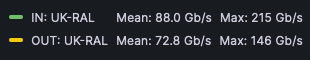 IN: UK-RAL Mean: 88.0 Gb/s Max: 215 Gb/s
OUT: UK-RAL Mean: 72.8 Gb/s Max: 146 Gb/s